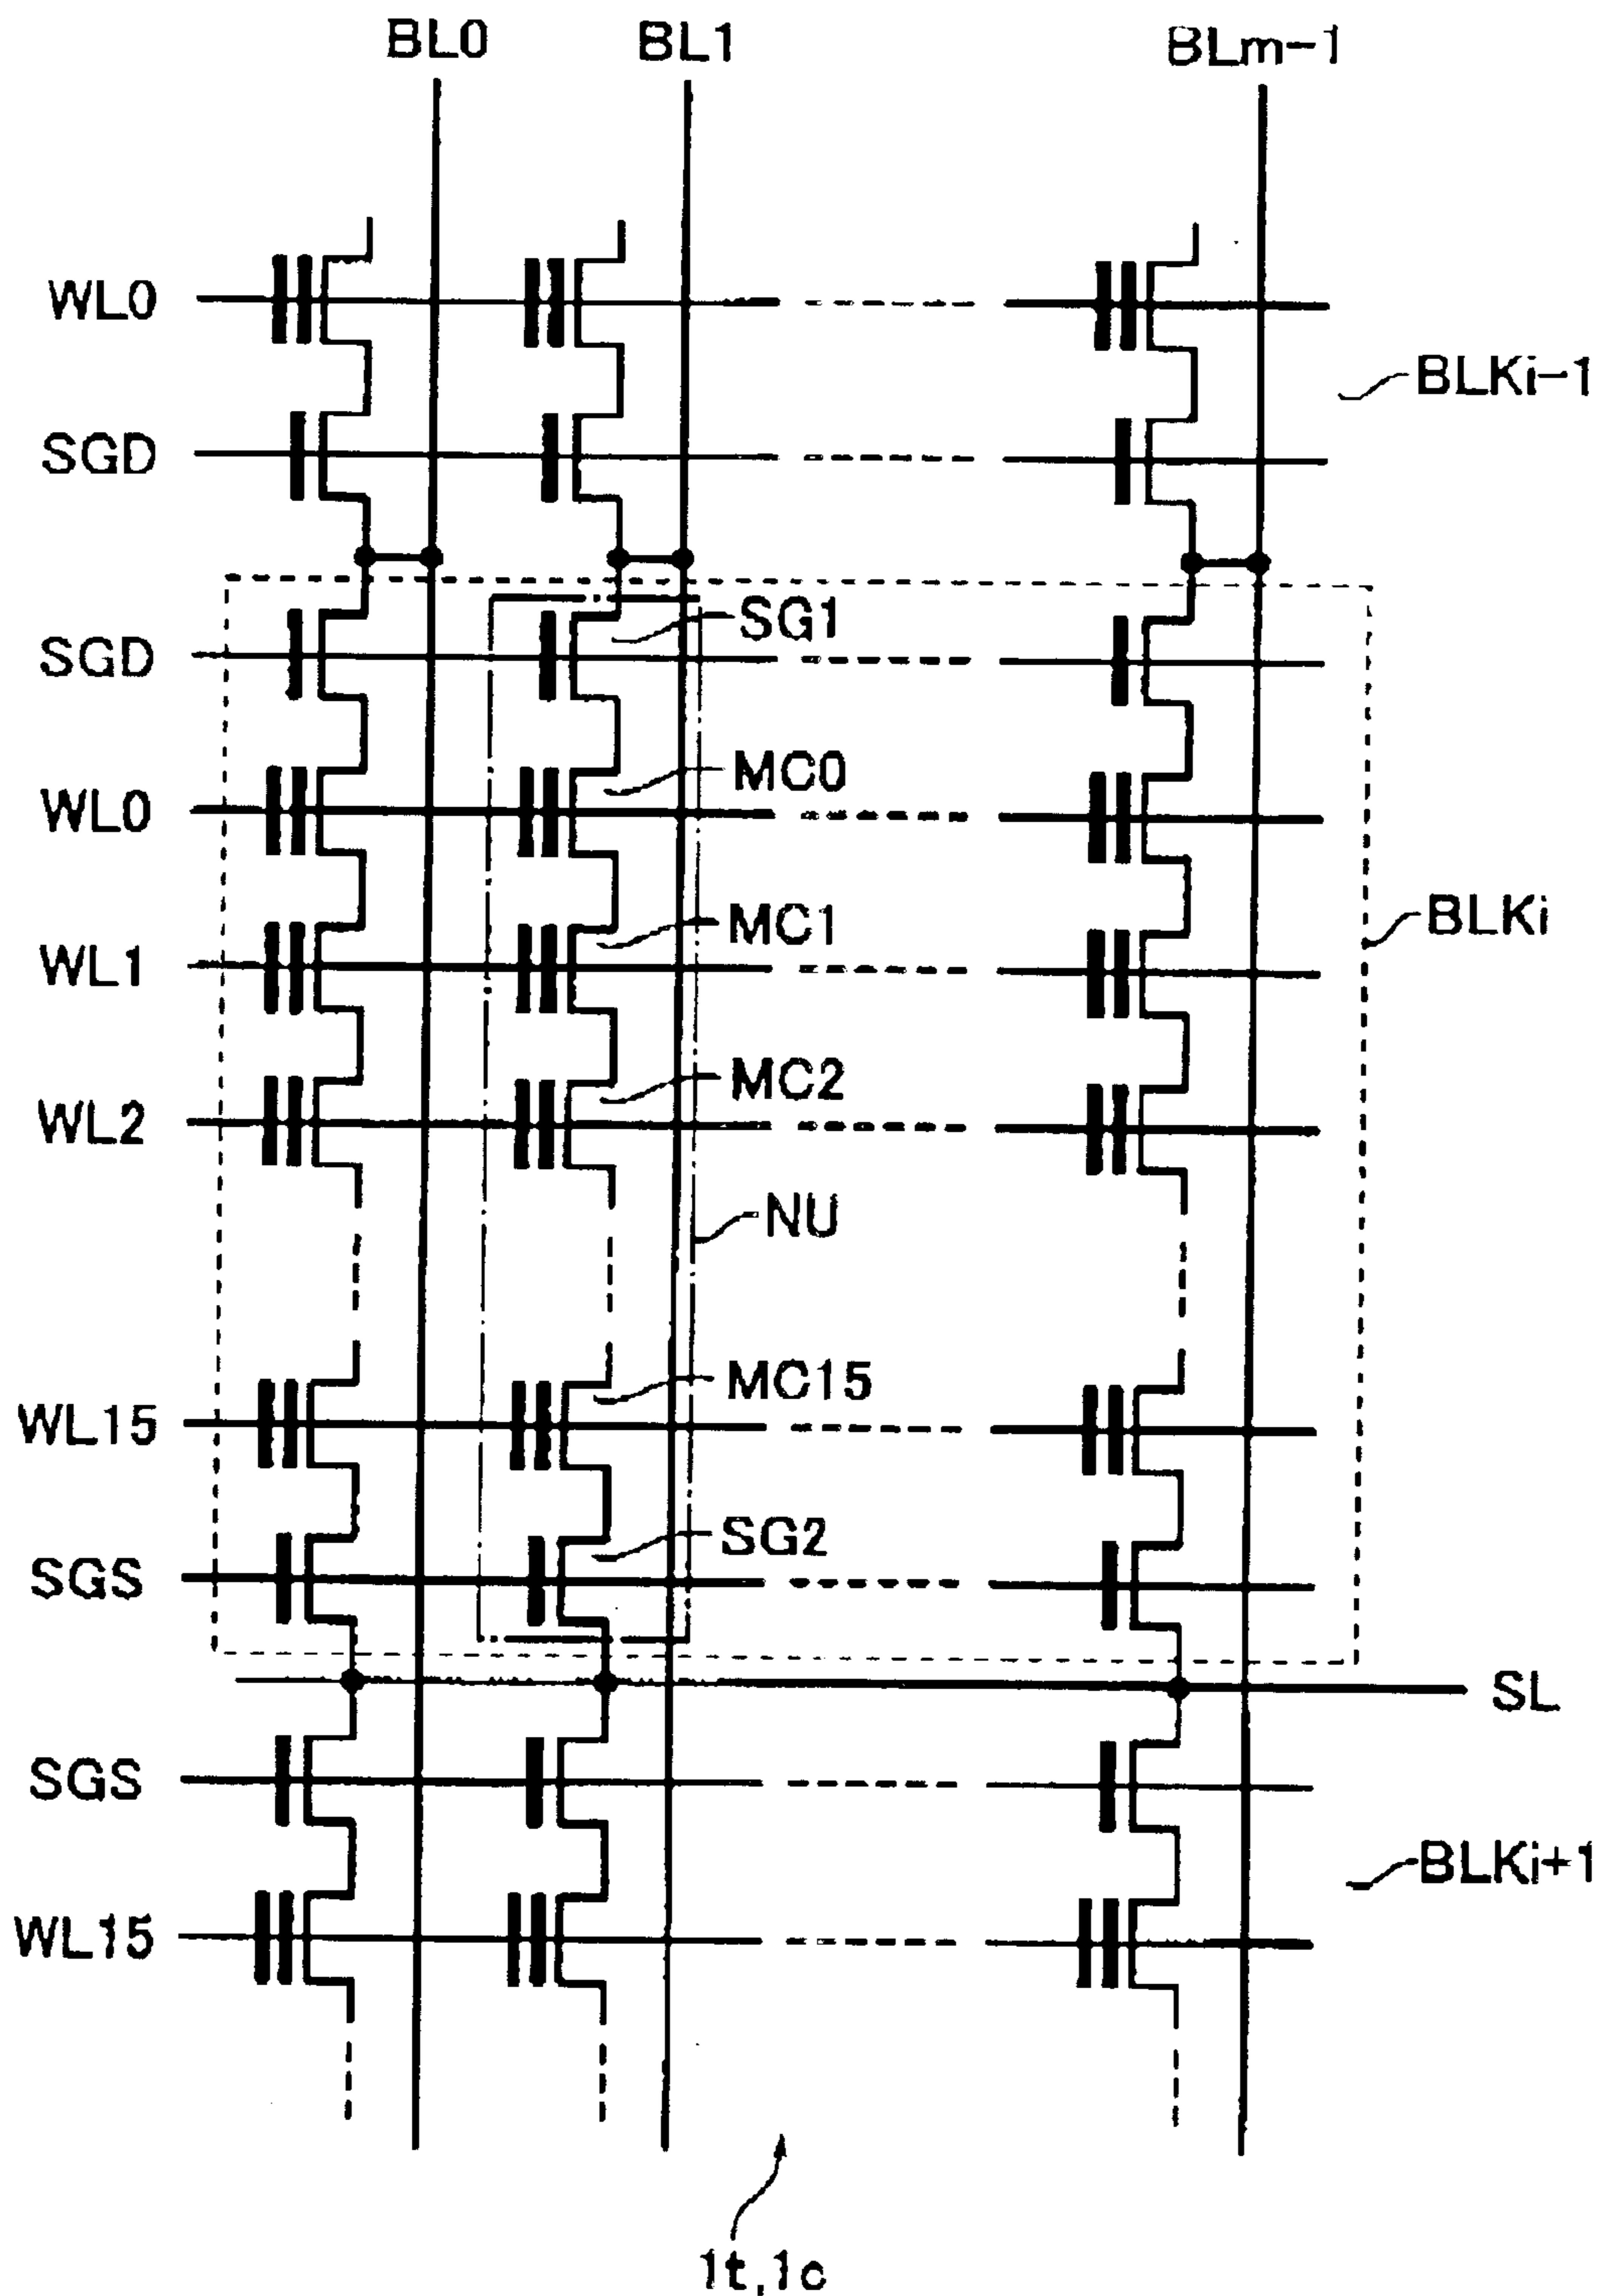 BL0 BL1 BLm-1
WL0
BLKi-1
SGD
SG1
SGD
MC0
WL0
MC1
BLKi
WL1
MC2
WL2
NU
MC15
WL15
SG2
SGS
SL
SGS
BLKi+1
WL15
1t,1c